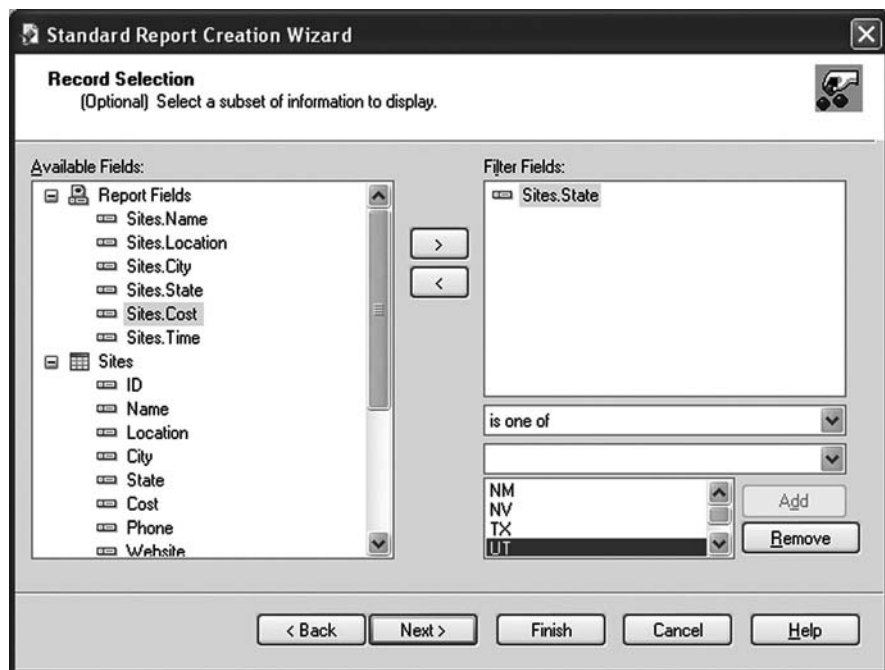 Standard Report Creation Wizard
Record Selection
(Optional) Select a subset of information to display.
Available Fields:
Report Fields
Sites.Name
Sites.Location
Sites.City
Sites.State
Sites.Cost
Sites.Time
Sites
ID
Name
Location
City
State
Cost
Phone
Website
>
<
Filter Fields:
Sites.State
is one of
NM
NV
TX
UT
Add
Remove
< Back
Next >
Finish
Cancel
Help